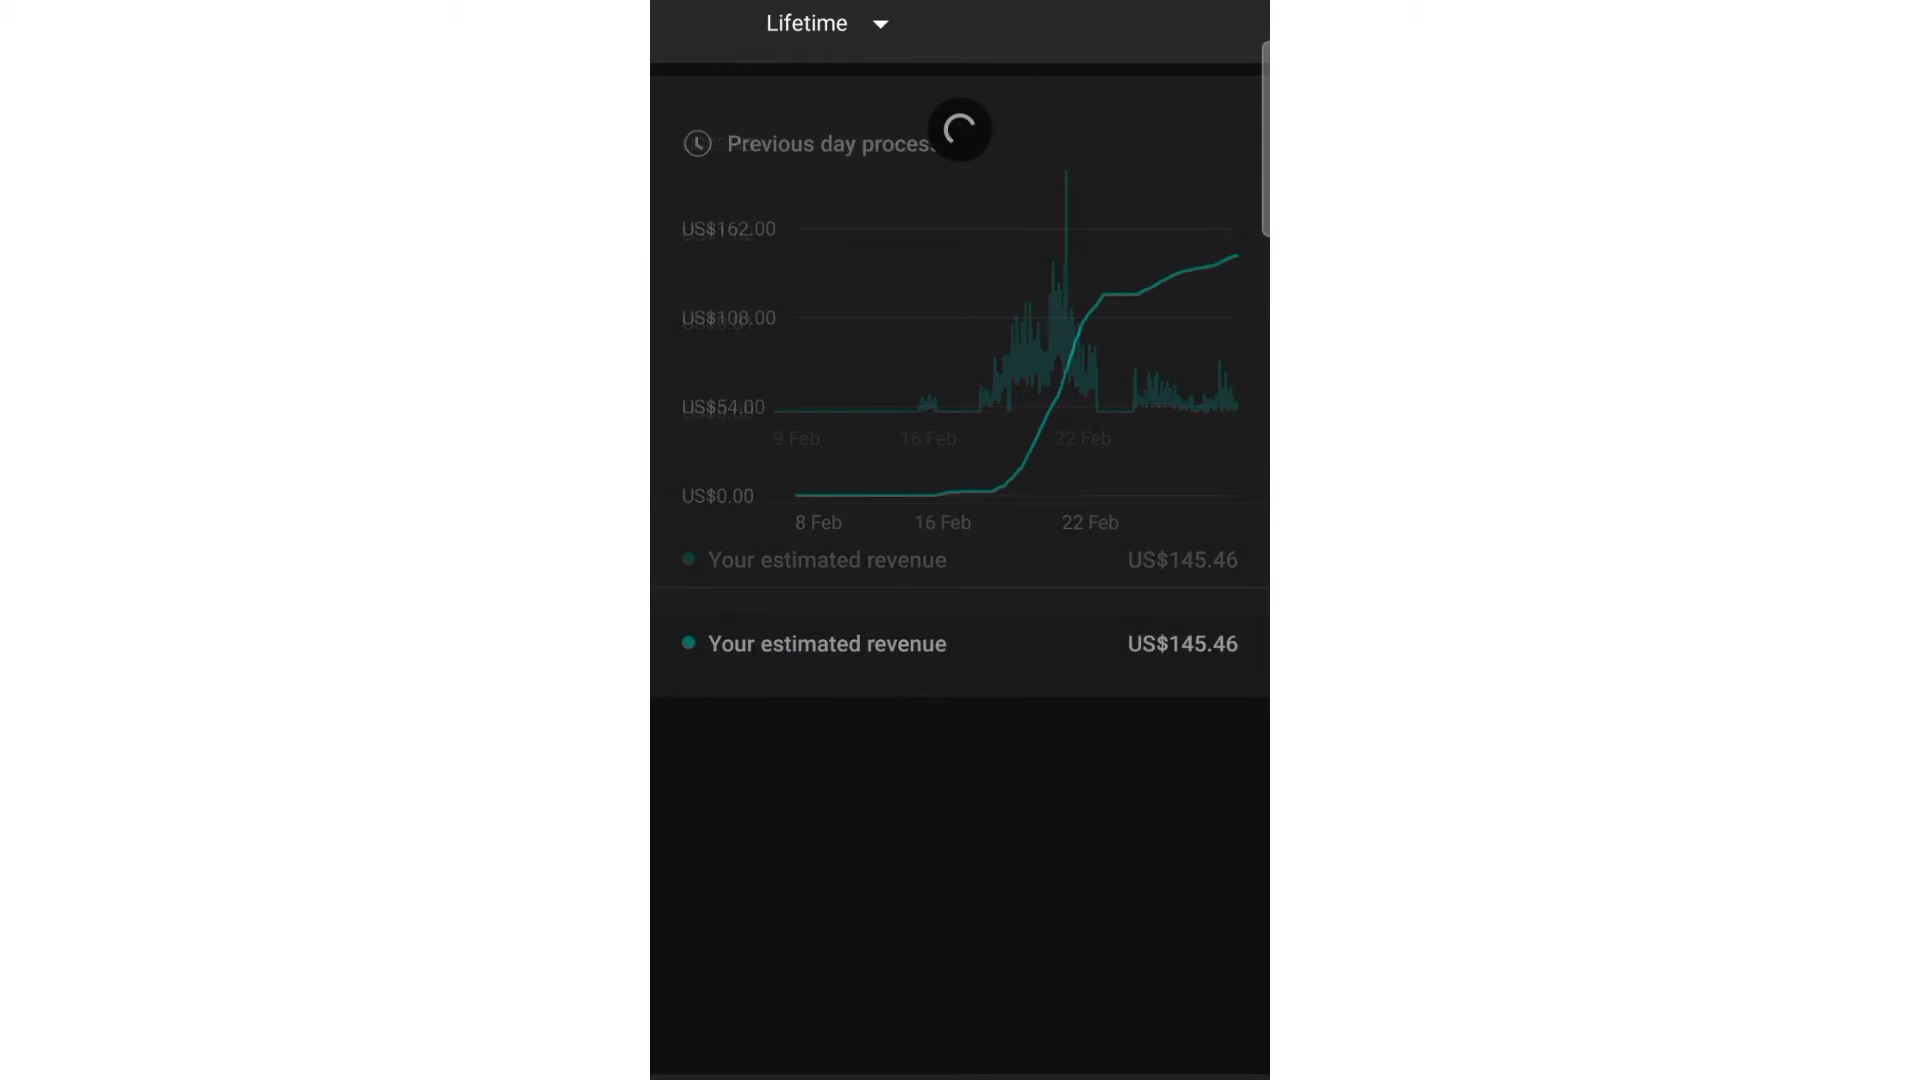 Lifetime
Previous day process
US$162.00
US$108.00
US$54.00
9 Feb 16 Feb 22 Feb
US$0.00
8 Feb 16 Feb 22 Feb
Your estimated revenue US$145.46
Your estimated revenue US$145.46